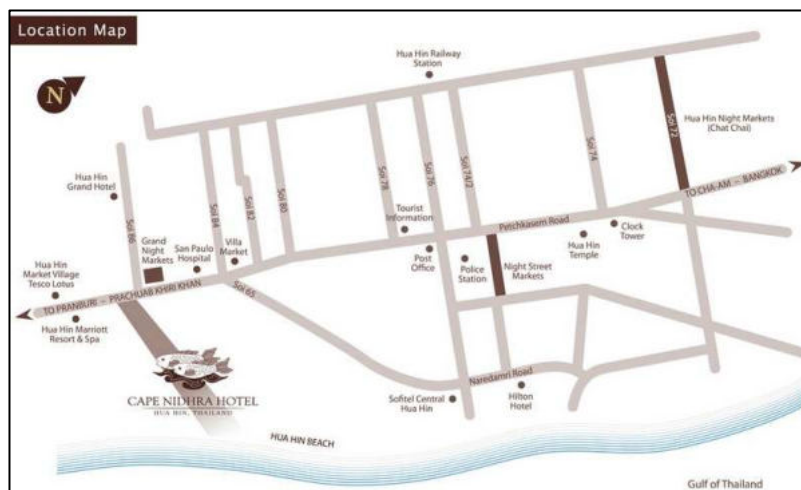 Location Map
N
Hua Hin Railway
Station
Hua Hin Night Markets
(Chat Chai)
Soi 72
Soi 74
Soi 74/2
Soi 76
Soi 78
Soi 80
Soi 82
Soi 84
Soi 86
Hua Hin
Grand Hotel
Tourist
Information
Grand
Night
Markets
San Paulo
Hospital
Villa
Market
Petchkasem Road
TO CHA-AM - BANGKOK
Clock
Tower
Hua Hin
Temple
Post
Office
Police
Station
Night Street
Markets
Hua Hin
Market Village
Tesco Lotus
TO PRANBURI - PRACHUAB KHIRI KHAN
Hua Hin Marriott
Resort & Spa
Soi 65
CAPE NIDHRA HOTEL
HUA HIN, THAILAND
Naredamri Road
Sofitel Central
Hua Hin
Hilton
Hotel
HUA HIN BEACH
Gulf of Thailand